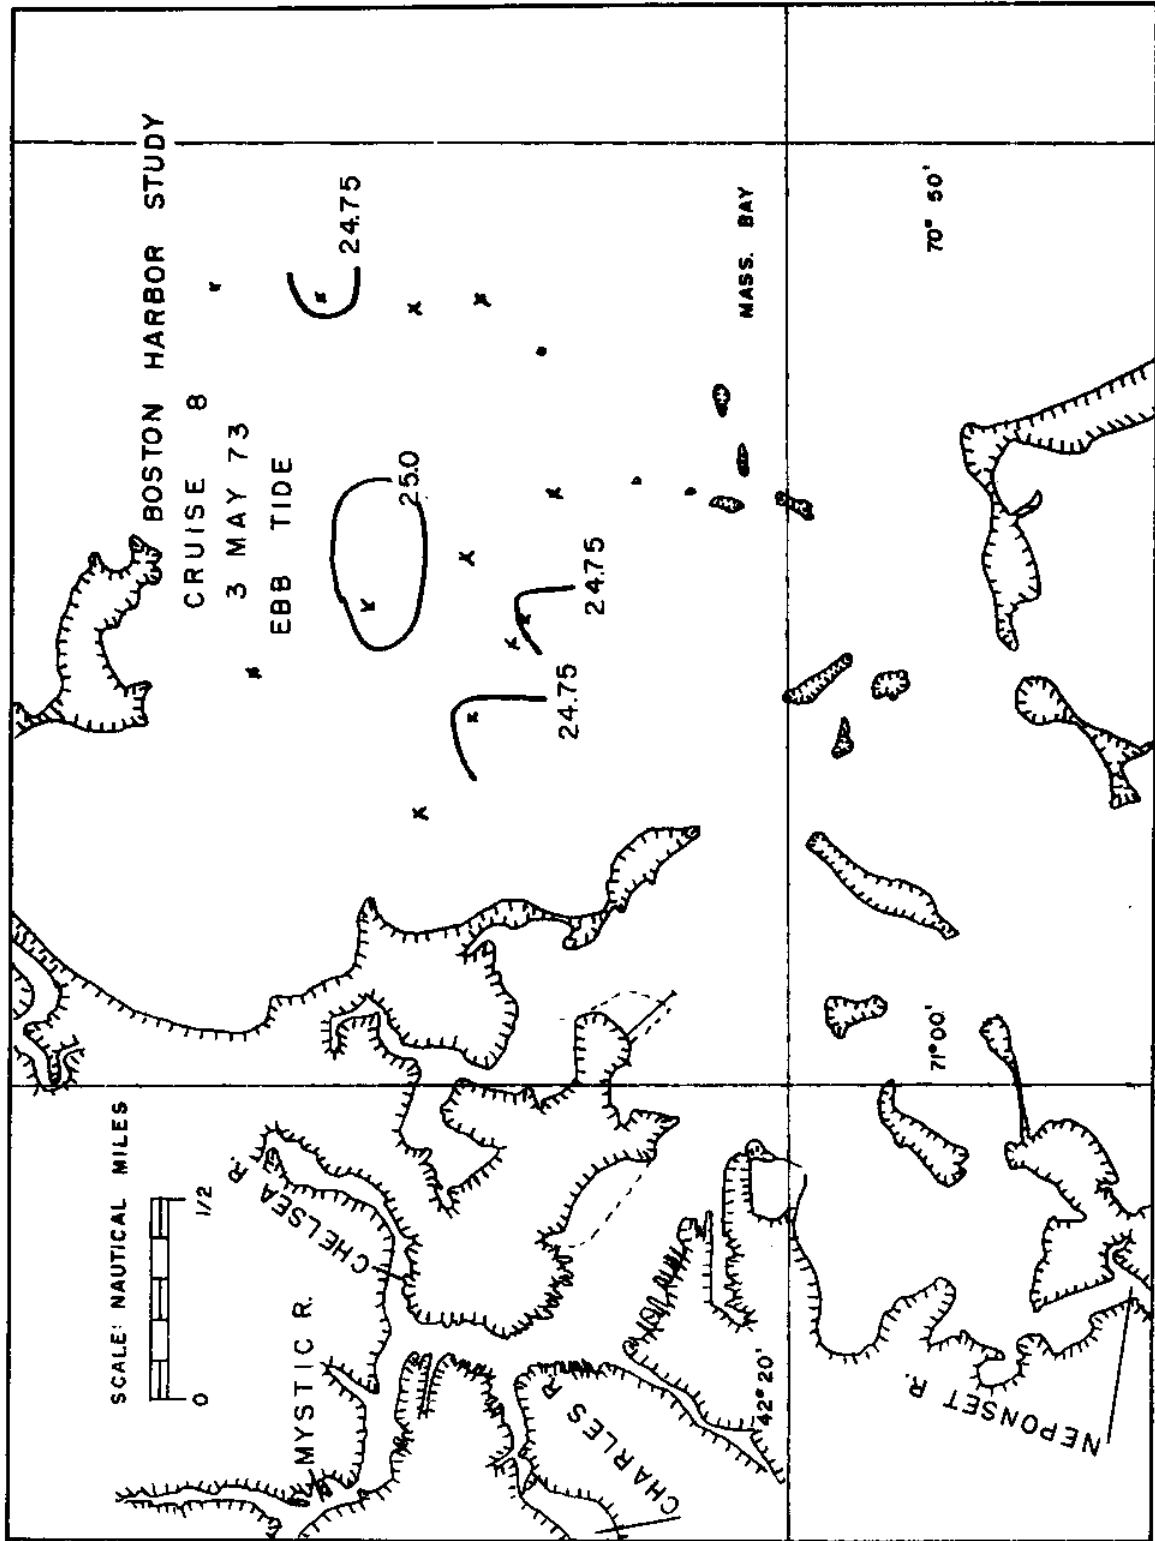 BOSTON HARBOR STUDY
CRUISE 8
3 MAY 73
EBB TIDE
24.75
25.0
24.75
24.75
MASS. BAY
70° 50'
SCALE: NAUTICAL MILES
0 1/2
MYSTIC R.
CHELSEA R.
CHARLES R.
42° 20'
71° 00'
NEPONSET R.